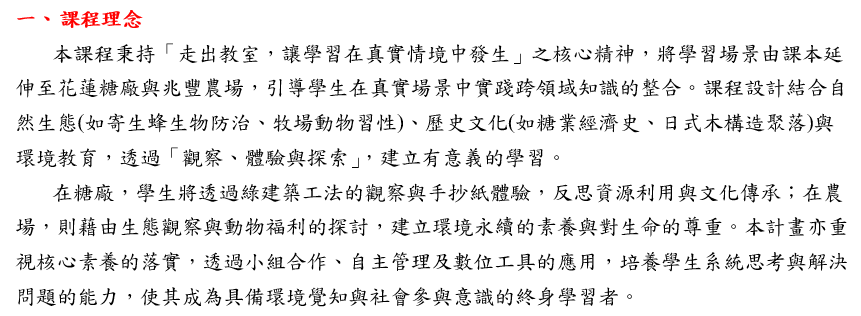 一、課程理念
本課程秉持「走出教室，讓學習在真實情境中發生」之核心精神，將學習場景由課本延
伸至花蓮糖廠與兆豐農場，引導學生在真實場景中實踐跨領域知識的整合。課程設計結合自
然生態(如寄生蜂生物防治、牧場動物習性)、歷史文化(如糖業經濟史、日式木構造聚落)與
環境教育，透過「觀察、體驗與探索」，建立有意義的學習。
在糖廠，學生將透過綠建築工法的觀察與手抄紙體驗，反思資源利用與文化傳承；在農
場，則藉由生態觀察與動物福利的探討，建立環境永續的素養與對生命的尊重。本計畫亦重
視核心素養的落實，透過小組合作、自主管理及數位工具的應用，培養學生系統思考與解決
問題的能力，使其成為具備環境覺知與社會參與意識的終身學習者。